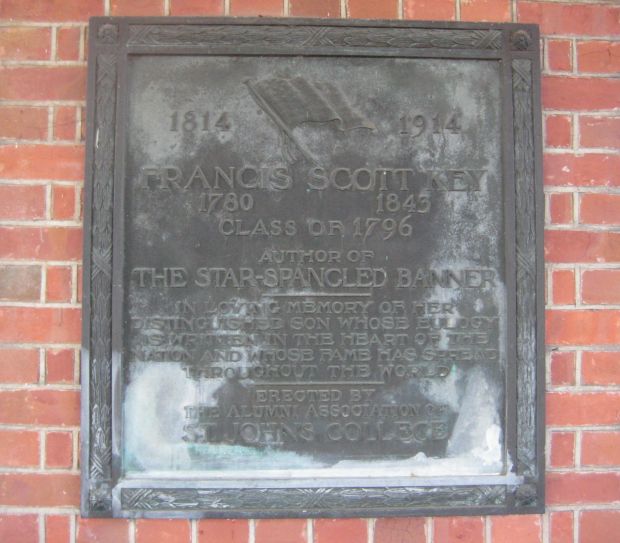 1814 1914
FRANCIS SCOTT KEY
1780 1843
CLASS OF 1796
AUTHOR OF
THE STAR-SPANGLED BANNER
IN LOVING MEMORY OF HER
DISTINGUISHED SON WHOSE EULOGY
IS WRITTEN IN THE HEART OF THE
NATION AND WHOSE FAME HAS SPREAD
THROUGHOUT THE WORLD
ERECTED BY
THE ALUMNI ASSOCIATION OF
ST. JOHNS COLLEGE